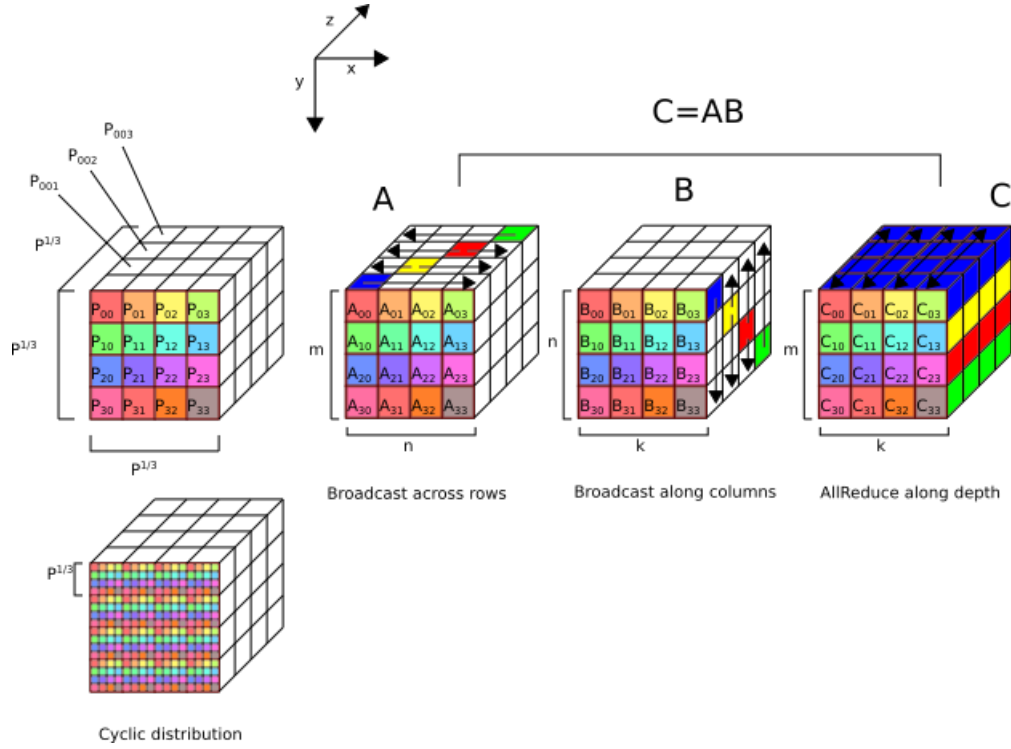 z
x
y
C=AB
P003
P002
P001
A
B
C
P1/3
P1/3
P00 P01 P02 P03
P10 P11 P12 P13
P20 P21 P22 P23
P30 P31 P32 P33
P1/3
m
A00 A01 A02 A03
A10 A11 A12 A13
A20 A21 A22 A23
A30 A31 A32 A33
n
Broadcast across rows
n
B00 B01 B02 B03
B10 B11 B12 B13
B20 B21 B22 B23
B30 B31 B32 B33
k
Broadcast along columns
m
C00 C01 C02 C03
C10 C11 C12 C13
C20 C21 C22 C23
C30 C31 C32 C33
k
AllReduce along depth
P1/3
Cyclic distribution